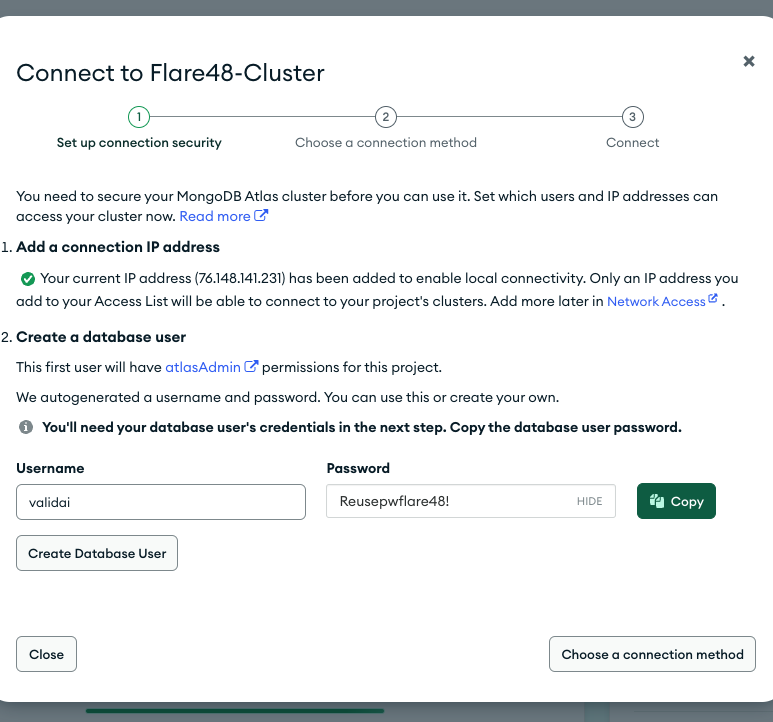 Connect to Flare48-Cluster
1
2
3
Set up connection security
Choose a connection method
Connect
You need to secure your MongoDB Atlas cluster before you can use it. Set which users and IP addresses can
access your cluster now. Read more
1. Add a connection IP address
Your current IP address (76.148.141.231) has been added to enable local connectivity. Only an IP address you
add to your Access List will be able to connect to your project's clusters. Add more later in Network Access .
2. Create a database user
This first user will have atlasAdmin permissions for this project.
We autogenerated a username and password. You can use this or create your own.
You'll need your database user's credentials in the next step. Copy the database user password.
Username
Password
validai
Reusepwflare48!
HIDE
Copy
Create Database User
Close
Choose a connection method